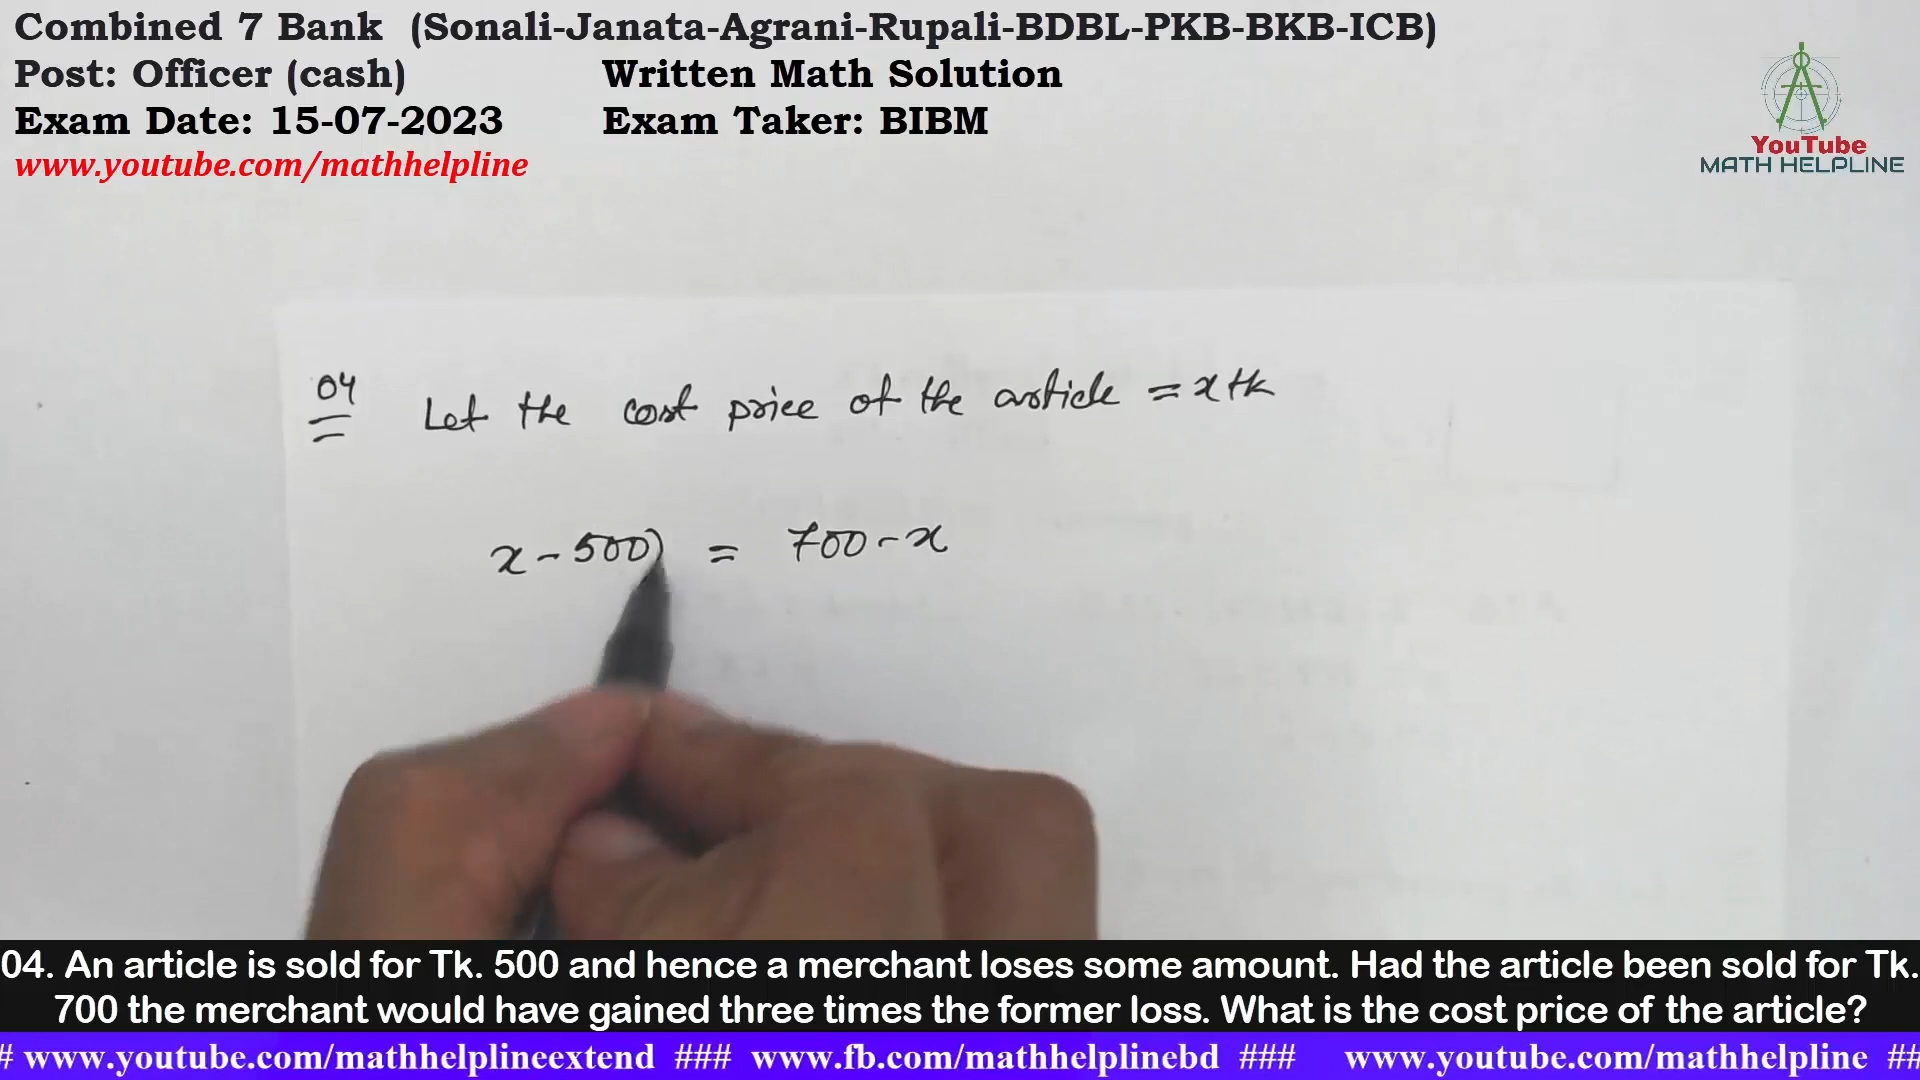 Combined 7 Bank (Sonali-Janata-Agrani-Rupali-BDBL-PKB-BKB-ICB)
Post: Officer (cash) Written Math Solution
Exam Date: 15-07-2023 Exam Taker: BIBM
www.youtube.com/mathhelpline
YouTube
MATH HELPLINE
04 Let the cost price of the article = x tk
x - 500) = 700 - x
04. An article is sold for Tk. 500 and hence a merchant loses some amount. Had the article been sold for Tk.
700 the merchant would have gained three times the former loss. What is the cost price of the article?
# www.youtube.com/mathhelplineextend ### www.fb.com/mathhelplinebd ### www.youtube.com/mathhelpline ##